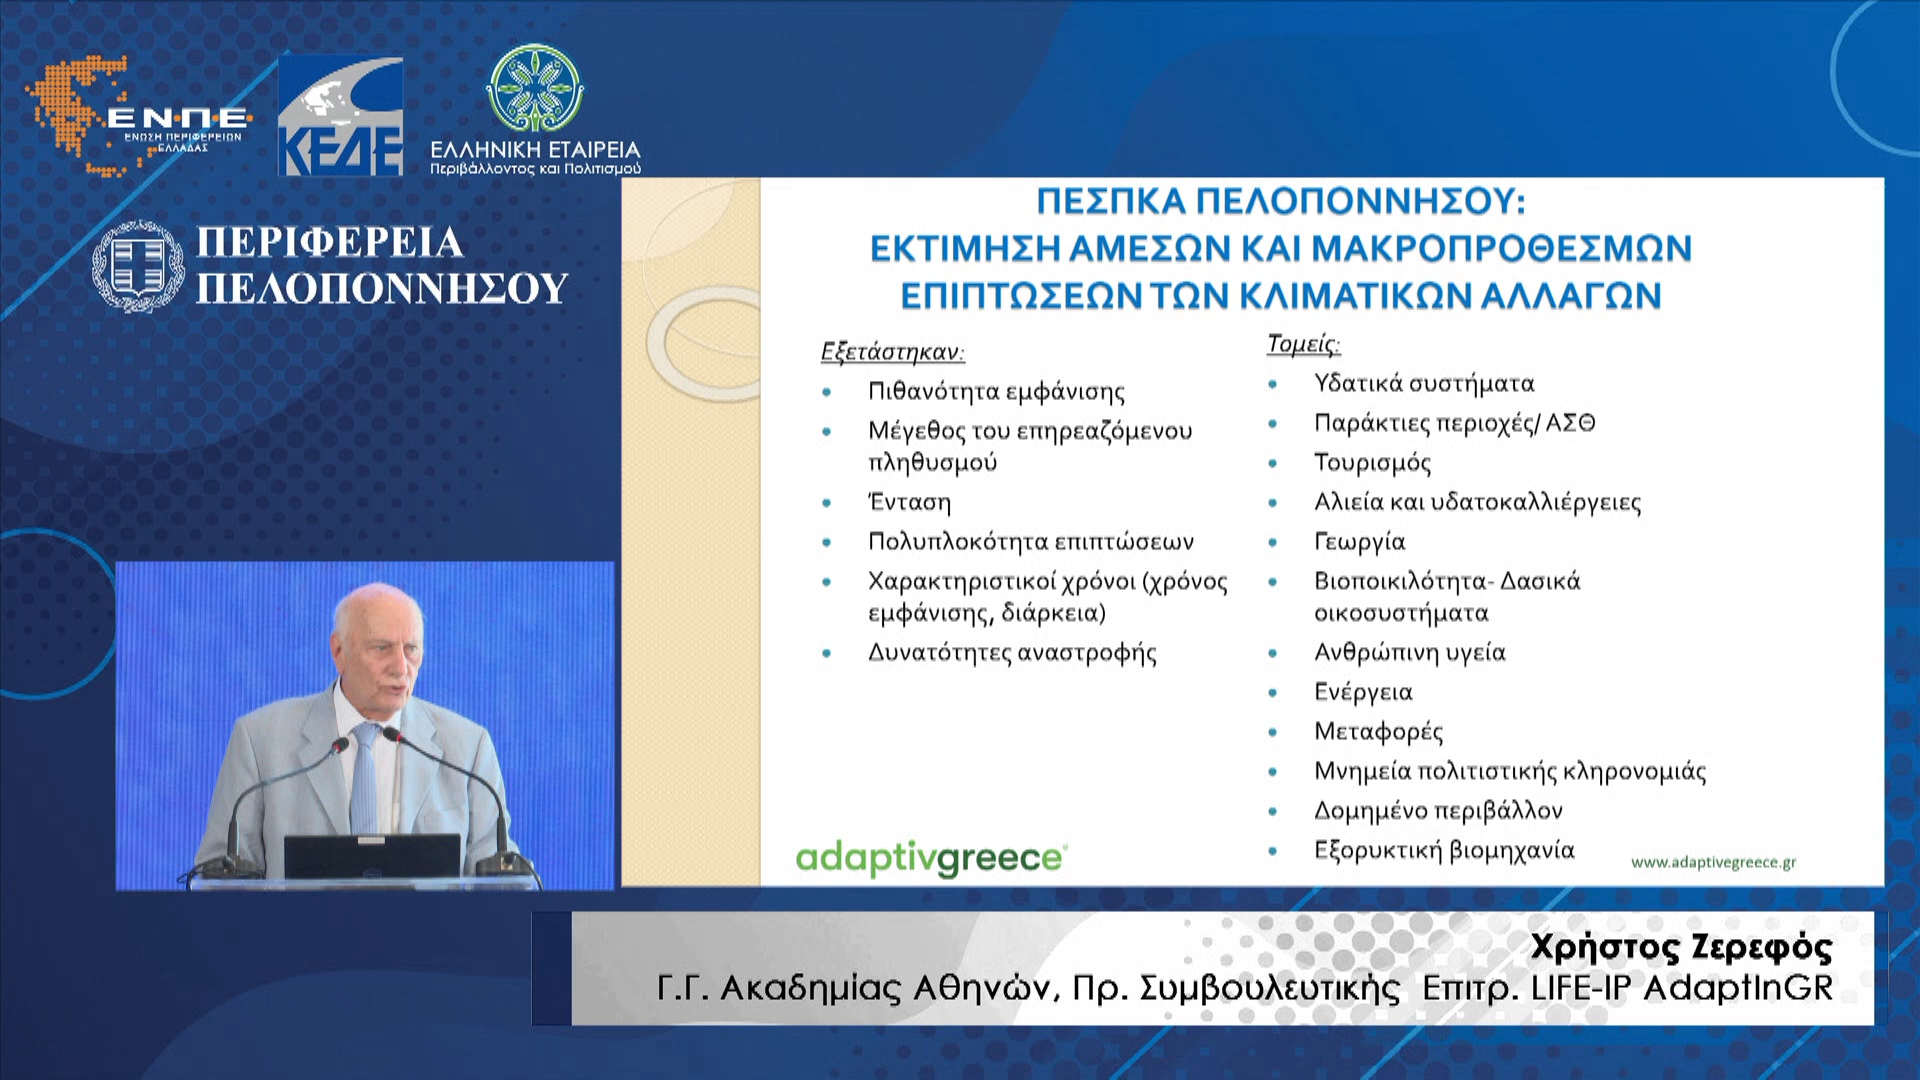 ΕΝΠΕ
ΕΝΩΣΗ ΠΕΡΙΦΕΡΕΙΩΝ
ΕΛΛΑΔΑΣ
ΚΕΔΕ
ΕΛΛΗΝΙΚΗ ΕΤΑΙΡΕΙΑ
Περιβάλλοντος και Πολιτισμού
ΠΕΡΙΦΕΡΕΙΑ
ΠΕΛΟΠΟΝΝΗΣΟΥ
ΠΕΣΠΚΑ ΠΕΛΟΠΟΝΝΗΣΟΥ:
ΕΚΤΙΜΗΣΗ ΑΜΕΣΩΝ ΚΑΙ ΜΑΚΡΟΠΡΟΘΕΣΜΩΝ
ΕΠΙΠΤΩΣΕΩΝ ΤΩΝ ΚΛΙΜΑΤΙΚΩΝ ΑΛΛΑΓΩΝ
Εξετάστηκαν:
• Πιθανότητα εμφάνισης
• Μέγεθος του επηρεαζόμενου
πληθυσμού
• Ένταση
• Πολυπλοκότητα επιπτώσεων
• Χαρακτηριστικοί χρόνοι (χρόνος
εμφάνισης, διάρκεια)
• Δυνατότητες αναστροφής
Τομείς:
• Υδατικά συστήματα
• Παράκτιες περιοχές/ ΑΣΘ
• Τουρισμός
• Αλιεία και υδατοκαλλιέργειες
• Γεωργία
• Βιοποικιλότητα- Δασικά
οικοσυστήματα
• Ανθρώπινη υγεία
• Ενέργεια
• Μεταφορές
• Μνημεία πολιτιστικής κληρονομιάς
• Δομημένο περιβάλλον
• Εξορυκτική βιομηχανία
adaptivgreece
www.adaptivegreece.gr
Χρήστος Ζερεφός
Γ.Γ. Ακαδημίας Αθηνών, Πρ. Συμβουλευτικής Επιτρ. LIFE-IP AdaptInGR